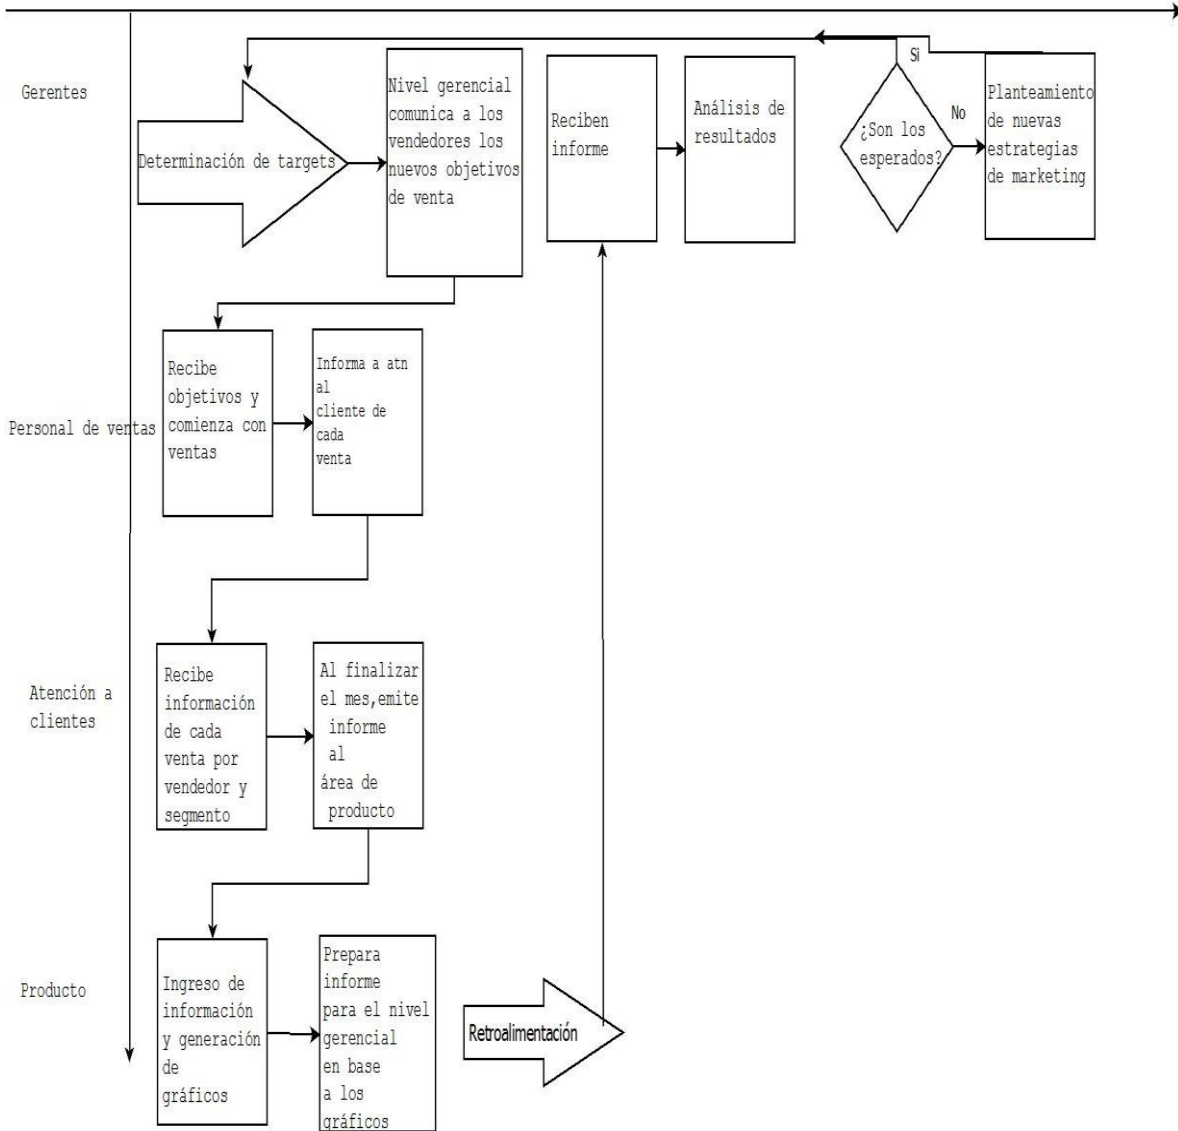 Gerentes
Determinación de targets
Nivel gerencial
comunica a los
vendedores los
nuevos objetivos
de venta
Reciben
informe
Análisis de
resultados
¿Son los
esperados?
Si
No
Planteamiento
de nuevas
estrategias
de marketing
Personal de ventas
Recibe
objetivos y
comienza con
ventas
Informa a atn
al
cliente de
cada
venta
Atención a
clientes
Recibe
información
de cada
venta por
vendedor y
segmento
Al finalizar
el mes,emite
informe
al
área de
producto
Producto
Ingreso de
información
y generación
de
gráficos
Prepara
informe
para el nivel
gerencial
en base
a los
gráficos
Retroalimentación